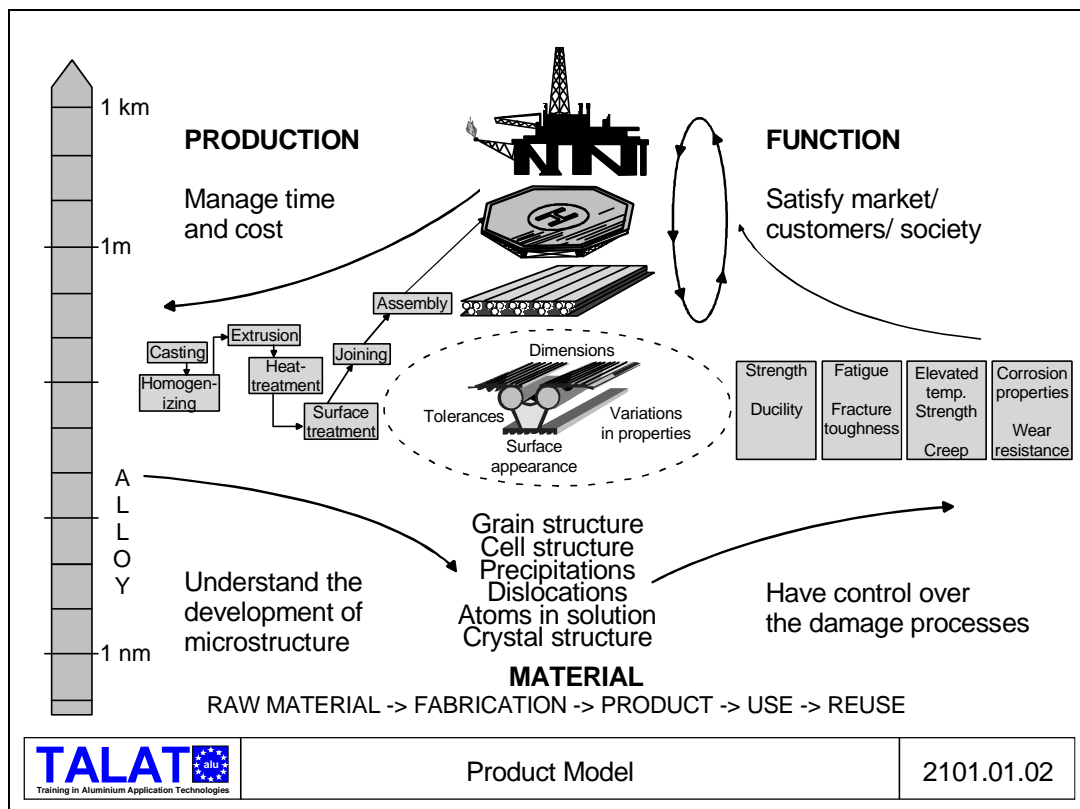 1 km
PRODUCTION
FUNCTION
Manage time
and cost
Satisfy market/
customers/ society
1m
H
Assembly
Extrusion
Casting
Joining
Homogen-
izing
Heat-
treatment
Surface
treatment
Dimensions
Tolerances
Variations
in properties
Surface
appearance
Strength
Ducility
Fatigue
Fracture
toughness
Elevated
temp.
Strength
Creep
Corrosion
properties
Wear
resistance
A
L
L
O
Y
Grain structure
Cell structure
Precipitations
Dislocations
Atoms in solution
Crystal structure
Understand the
development of
microstructure
Have control over
the damage processes
1 nm
MATERIAL
RAW MATERIAL -> FABRICATION -> PRODUCT -> USE -> REUSE
TALAT
alu
Training in Aluminium Application Technologies
Product Model
2101.01.02